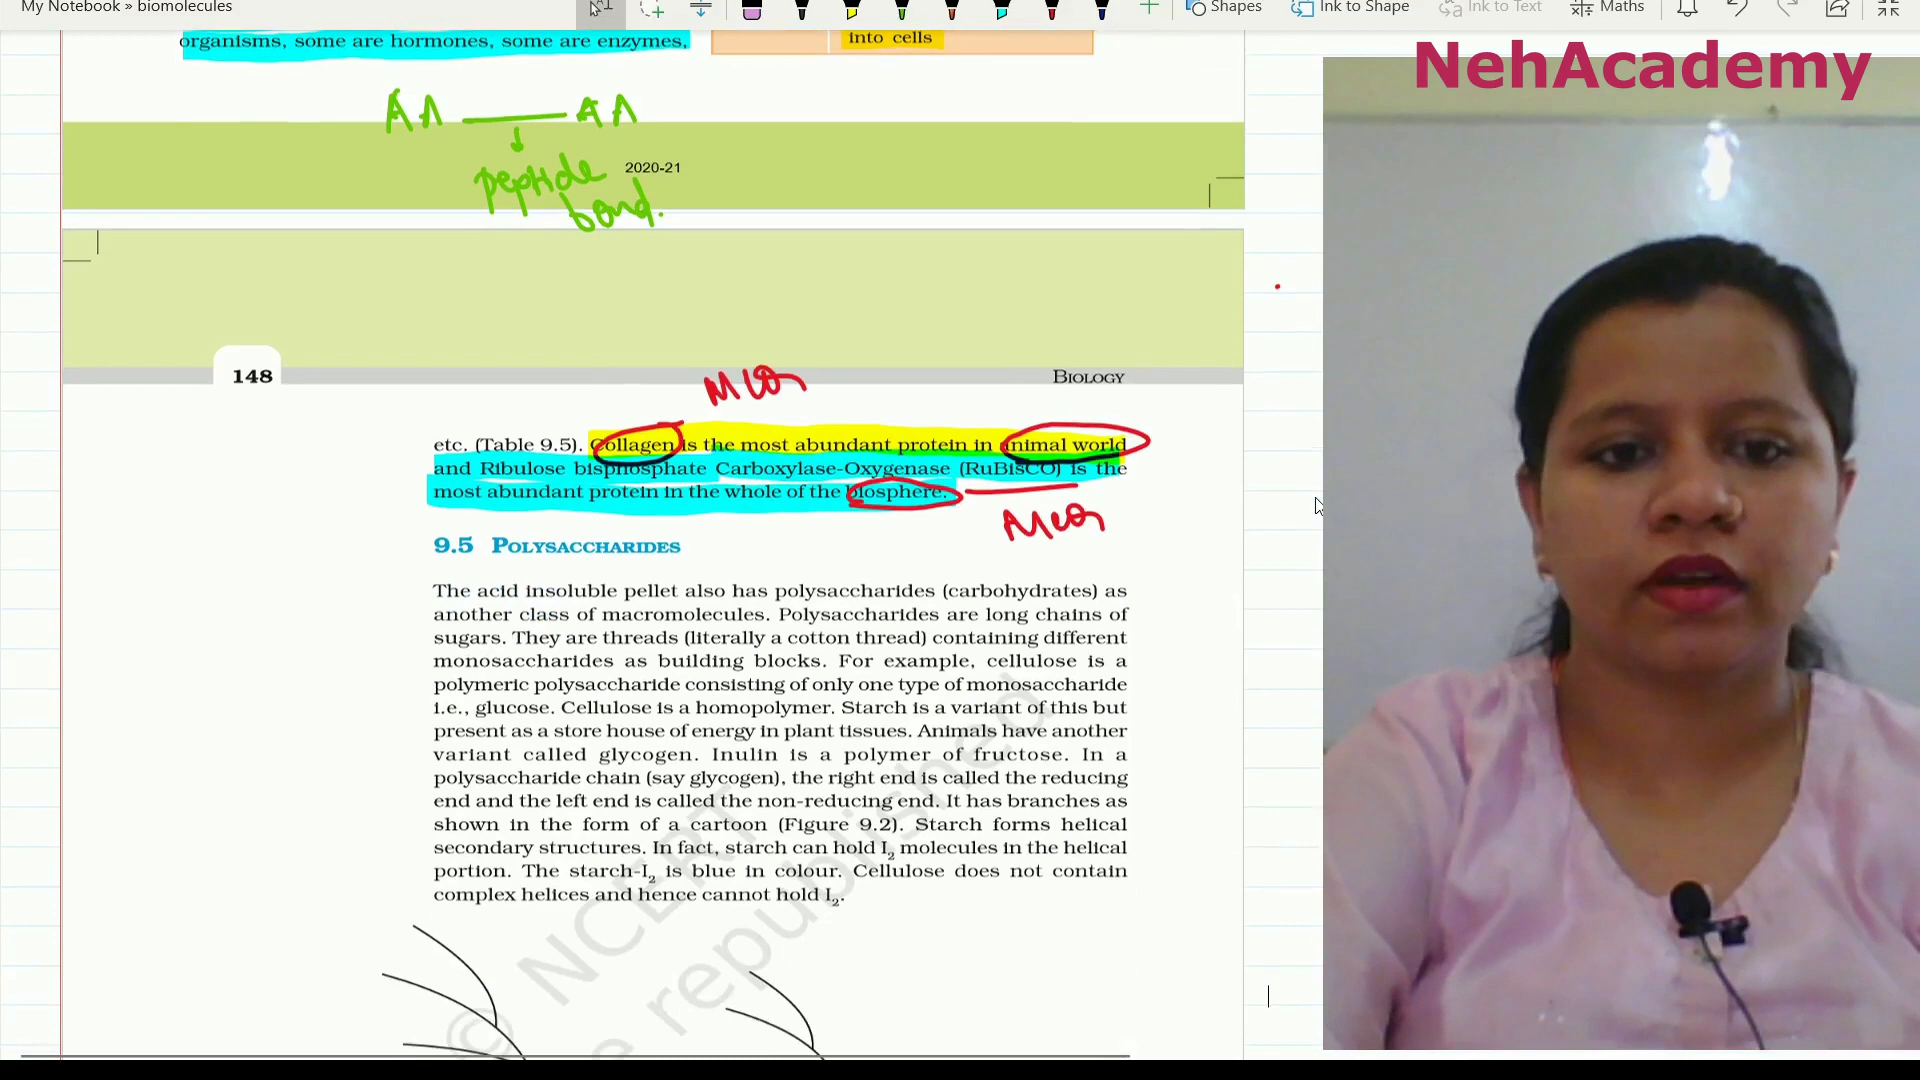 My Notebook » biomolecules
Shapes
Ink to Shape
Ink to Text
Maths
NehAcademy
organisms, some are hormones, some are enzymes,
into cells
AA AA
peptide
bond.
2020-21
148
BIOLOGY
MCQ
etc. (Table 9.5). Collagen is the most abundant protein in animal world
and Ribulose bisphosphate Carboxylase-Oxygenase (RuBisCO) is the
most abundant protein in the whole of the biosphere.
MCQ
9.5 POLYSACCHARIDES
The acid insoluble pellet also has polysaccharides (carbohydrates) as
another class of macromolecules. Polysaccharides are long chains of
sugars. They are threads (literally a cotton thread) containing different
monosaccharides as building blocks. For example, cellulose is a
polymeric polysaccharide consisting of only one type of monosaccharide
i.e., glucose. Cellulose is a homopolymer. Starch is a variant of this but
present as a store house of energy in plant tissues. Animals have another
variant called glycogen. Inulin is a polymer of fructose. In a
polysaccharide chain (say glycogen), the right end is called the reducing
end and the left end is called the non-reducing end. It has branches as
shown in the form of a cartoon (Figure 9.2). Starch forms helical
secondary structures. In fact, starch can hold I₂ molecules in the helical
portion. The starch-I₂ is blue in colour. Cellulose does not contain
complex helices and hence cannot hold I₂.
© NCERT
republished